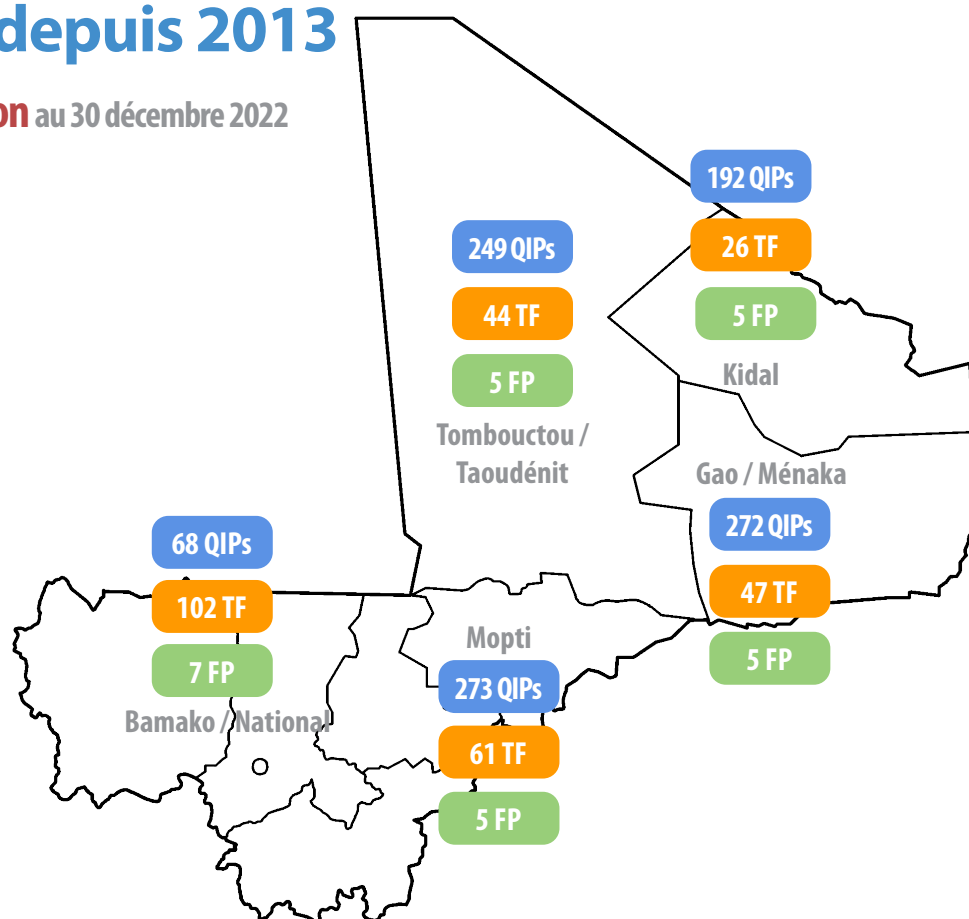 depuis 2013
on au 30 décembre 2022
192 QIPs
26 TF
5 FP
Kidal
249 QIPs
44 TF
5 FP
Tombouctou /
Taoudénit
Gao / Ménaka
272 QIPs
47 TF
5 FP
68 QIPs
102 TF
7 FP
Bamako / National
Mopti
273 QIPs
61 TF
5 FP